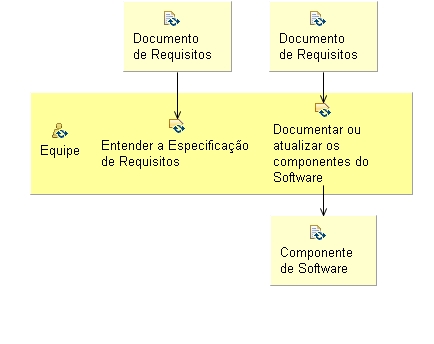 Documento
de Requisitos
Documento
de Requisitos
Equipe
Entender a Especificação
de Requisitos
Documentar ou
atualizar os
componentes do
Software
Componente
de Software